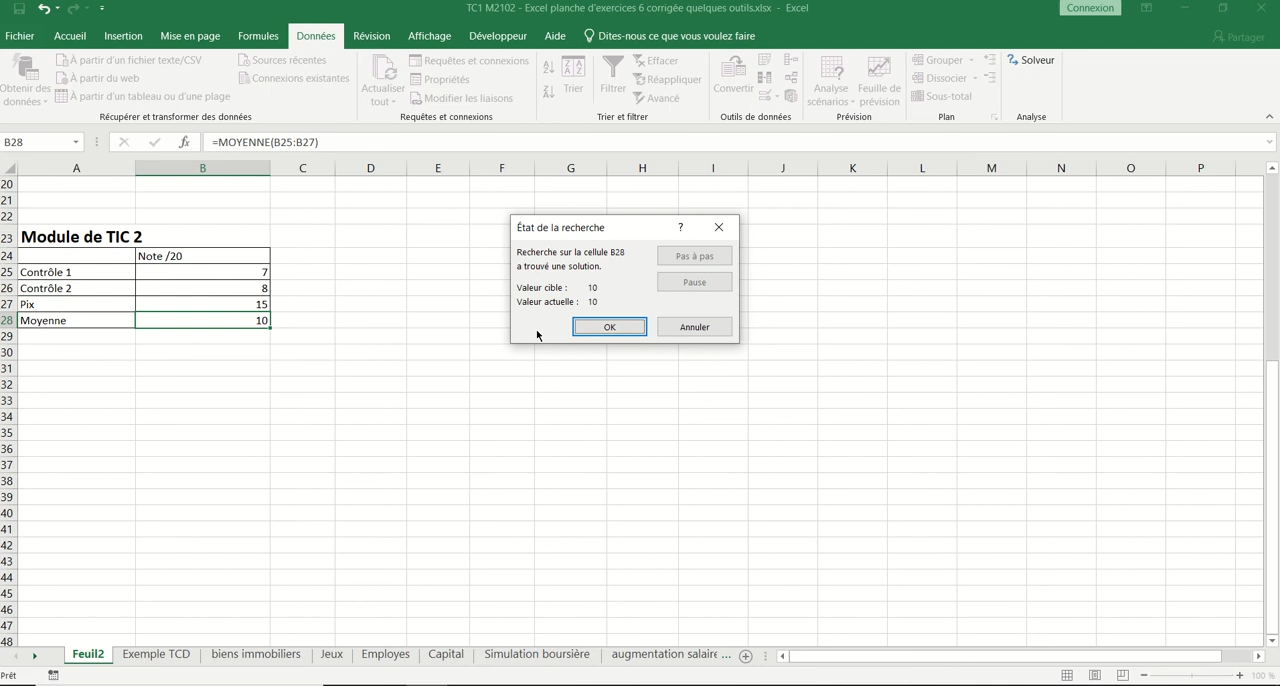 TC1 M2102 - Excel planche d'exercices 6 corrigée quelques outils.xlsx - Excel
Connexion
Fichier Accueil Insertion Mise en page Formules Données Révision Affichage Développeur Aide Dites-nous ce que vous voulez faire Partager
Obtenir des données
À partir d'un fichier texte/CSV
À partir du web
À partir d'un tableau ou d'une plage
Sources récentes
Connexions existantes
Récupérer et transformer des données
Actualiser tout
Requêtes et connexions
Propriétés
Modifier les liaisons
Requêtes et connexions
Trier
Filtrer
Effacer
Réappliquer
Avancé
Trier et filtrer
Convertir
Outils de données
Analyse scénarios
Feuille de prévision
Prévision
Grouper
Dissocier
Sous-total
Plan
Solveur
Analyse
B28 fx =MOYENNE(B25:B27)
A B C D E F G H I J K L M N O P
20
21
22
23 Module de TIC 2
24 Note /20
25 Contrôle 1 7
26 Contrôle 2 8
27 Pix 15
28 Moyenne 10
29
30
31
32
33
34
35
36
37
38
39
40
41
42
43
44
45
46
47
48
État de la recherche ?
Recherche sur la cellule B28
a trouvé une solution.
Valeur cible : 10
Valeur actuelle : 10
Pas à pas
Pause
OK Annuler
Feuil2 Exemple TCD biens immobiliers Jeux Employes Capital Simulation boursière augmentation salaire ...
Prêt 100 %